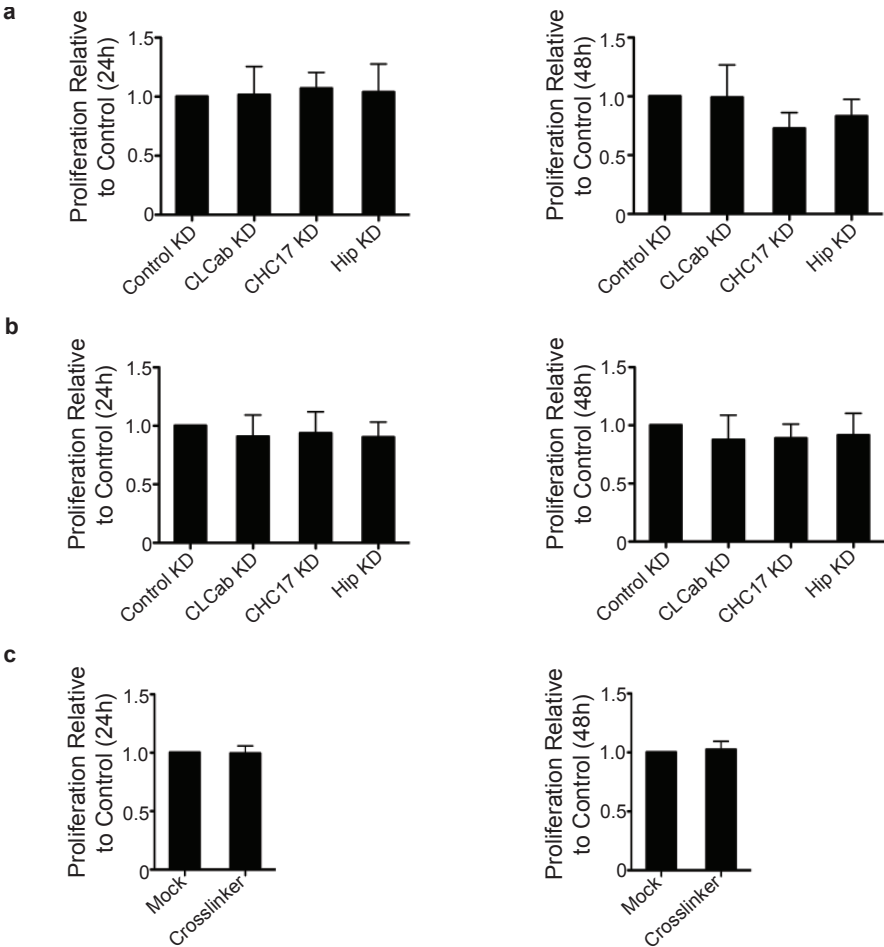 a
Proliferation Relative
to Control (24h)
1.5
1.0
0.5
0
Control KD
CLCab KD
CHC17 KD
Hip KD
Proliferation Relative
to Control (48h)
1.5
1.0
0.5
0
Control KD
CLCab KD
CHC17 KD
Hip KD
b
Proliferation Relative
to Control (24h)
1.5
1.0
0.5
0
Control KD
CLCab KD
CHC17 KD
Hip KD
Proliferation Relative
to Control (48h)
1.5
1.0
0.5
0
Control KD
CLCab KD
CHC17 KD
Hip KD
c
Proliferation Relative
to Control (24h)
1.5
1.0
0.5
0
Mock
Crosslinker
Proliferation Relative
to Control (48h)
1.5
1.0
0.5
0
Mock
Crosslinker